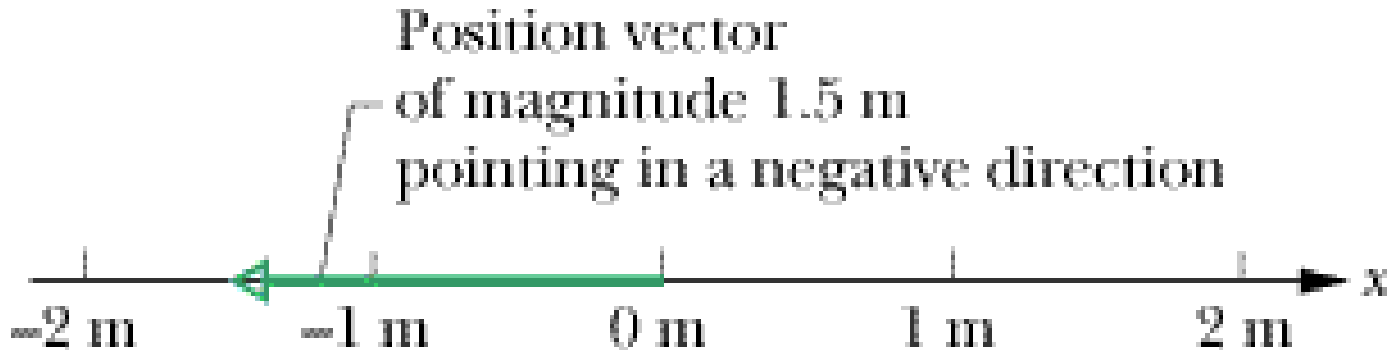 Position vector
of magnitude 1.5 m
pointing in a negative direction
x
–2 m –1 m 0 m 1 m 2 m